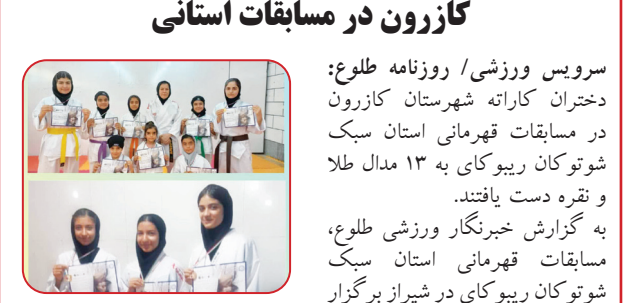 کازرون در مسابقات استانی
سرویس ورزشی/ روزنامه طلوع:
دختران کاراته شهرستان کازرون
در مسابقات قهرمانی استان سبک
شوتوکان ریبوکای به ۱۳ مدال طلا
و نقره دست یافتند.
به گزارش خبرنگار ورزشی طلوع،
مسابقات قهرمانی استان سبک
شوتوکان ریبوکای در شیراز برگزار